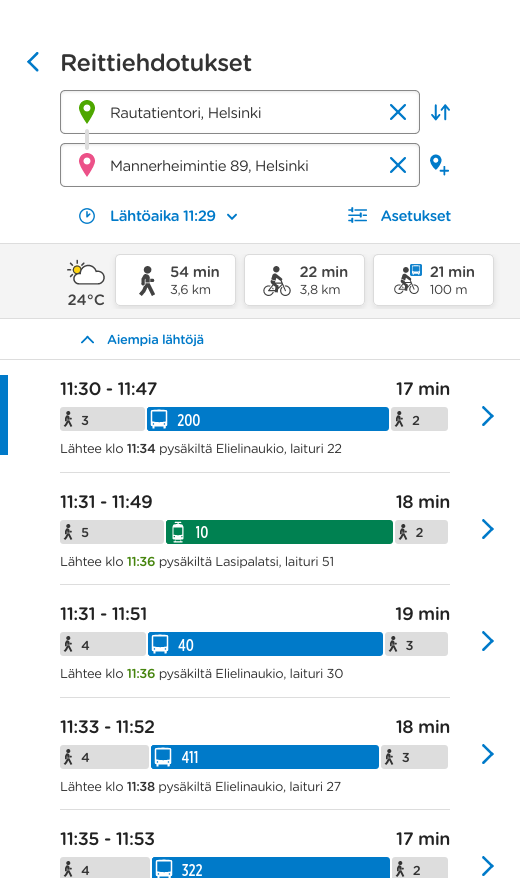 Reittiehdotukset
Rautatientori, Helsinki
Mannerheimintie 89, Helsinki
Lähtöaika 11:29 Asetukset
24°C
54 min
3,6 km
22 min
3,8 km
21 min
100 m
Aiempia lähtöjä
11:30 - 11:47 17 min
3 200 2
Lähtee klo 11:34 pysäkiltä Elielinaukio, laituri 22
11:31 - 11:49 18 min
5 10 2
Lähtee klo 11:36 pysäkiltä Lasipalatsi, laituri 51
11:31 - 11:51 19 min
4 40 3
Lähtee klo 11:36 pysäkiltä Elielinaukio, laituri 30
11:33 - 11:52 18 min
4 411 3
Lähtee klo 11:38 pysäkiltä Elielinaukio, laituri 27
11:35 - 11:53 17 min
4 322 2